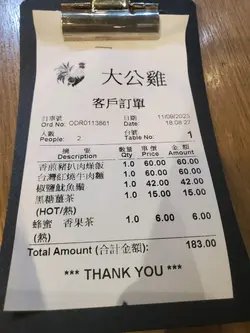 大公雞
客戶訂單
訂單號 日期 11/08/2023
Ord No: ODR0113861 Date 18:08:27
人數 台號
People: 2 Table No: 1
摘要 數量 單價 金額
Description Qty Price Amount
香煎豬扒肉燥飯 1.0 60.00 60.00
台灣紅燒牛肉麵 1.0 60.00 60.00
椒鹽魷魚鬚 1.0 42.00 42.00
黑糖薑茶 1.0 15.00 15.00
(HOT/熱)
蜂蜜 香果茶 1.0 6.00 6.00
(熱)
Total Amount (合計金額): 183.00
*** THANK YOU ***